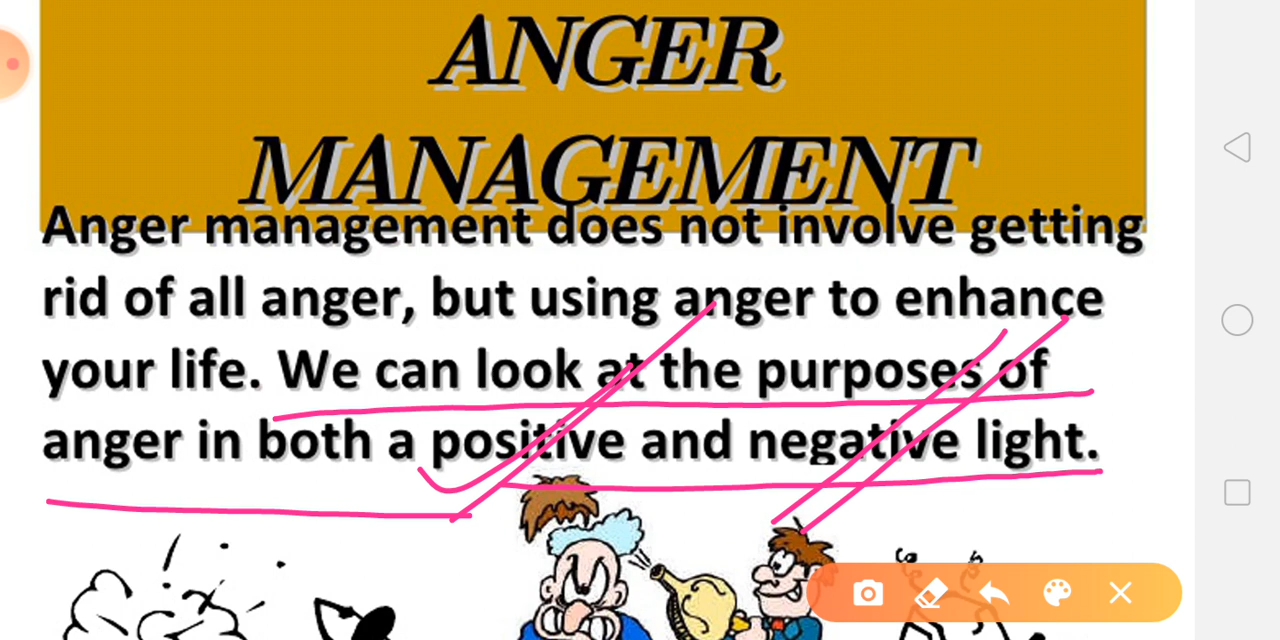 ANGER
MANAGEMENT
Anger management does not involve getting
rid of all anger, but using anger to enhance
your life. We can look at the purposes of
anger in both a positive and negative light.